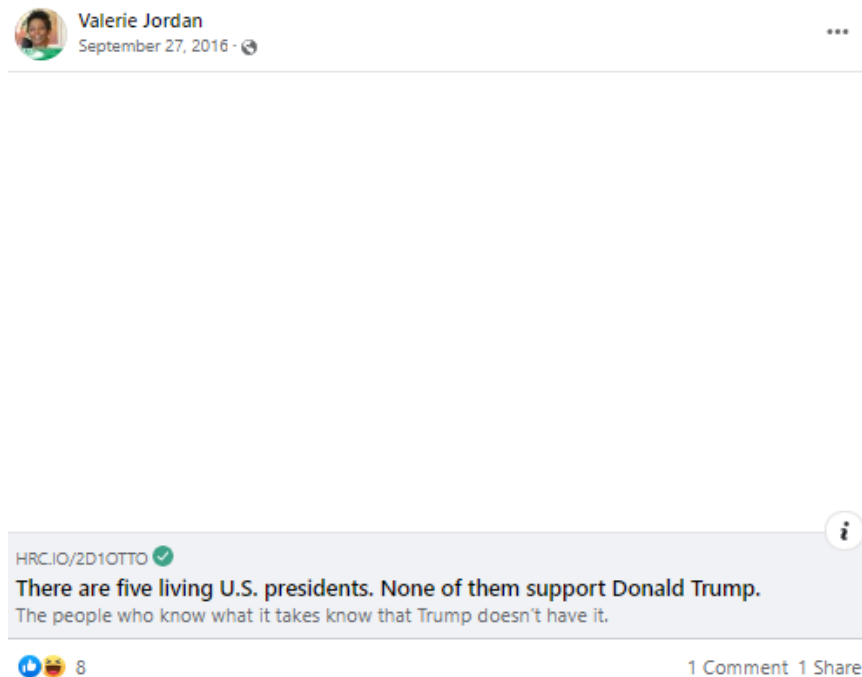 Valerie Jordan
September 27, 2016 ·
HRC.IO/2D1OTTO
There are five living U.S. presidents. None of them support Donald Trump.
The people who know what it takes know that Trump doesn't have it.
8
1 Comment 1 Share